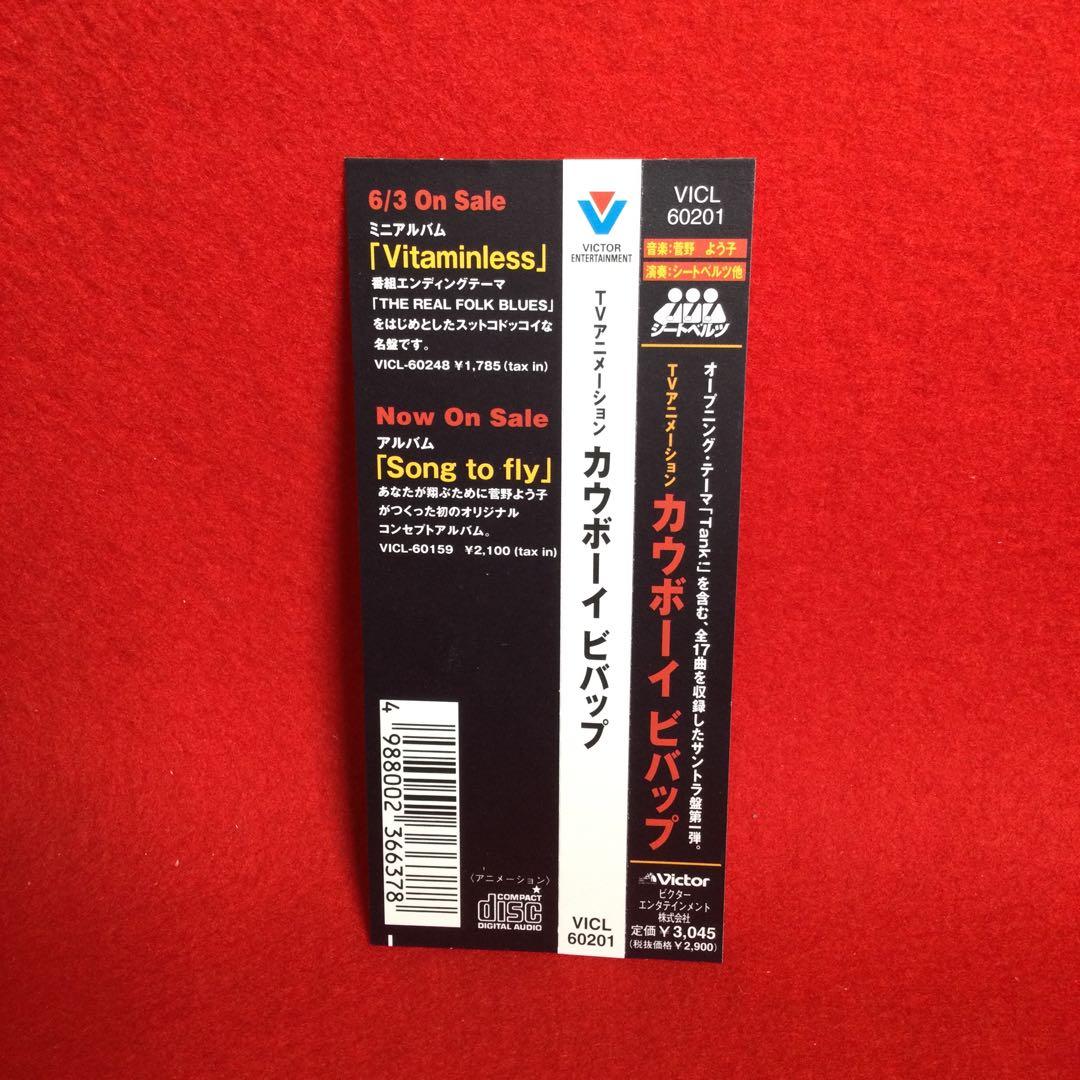 6/3 On Sale
ミニアルバム
「Vitaminless」
番組エンディングテーマ
「THE REAL FOLK BLUES」
をはじめとしたスットコドッコイな
名盤です。
VICL-60248 ¥1,785 (tax in)
Now On Sale
アルバム
「Song to fly」
あなたが翔ぶために菅野よう子
がつくった初のオリジナル
コンセプトアルバム。
VICL-60159 ¥2,100 (tax in)
4 988002 366378
〈アニメーション〉
COMPACT
disc
DIGITAL AUDIO
VICTOR
ENTERTAINMENT
TVアニメーション カウボーイ ビバップ
VICL
60201
VICL
60201
音楽:菅野 よう子
演奏:シートベルツ他
シートベルツ
オープニング・テーマ「Tank!」を含む、全17曲を収録したサントラ盤第一弾。
TVアニメーション カウボーイ ビバップ
Victor
ビクター
エンタテインメント
株式会社
定価¥3,045
(税抜価格¥2,900)